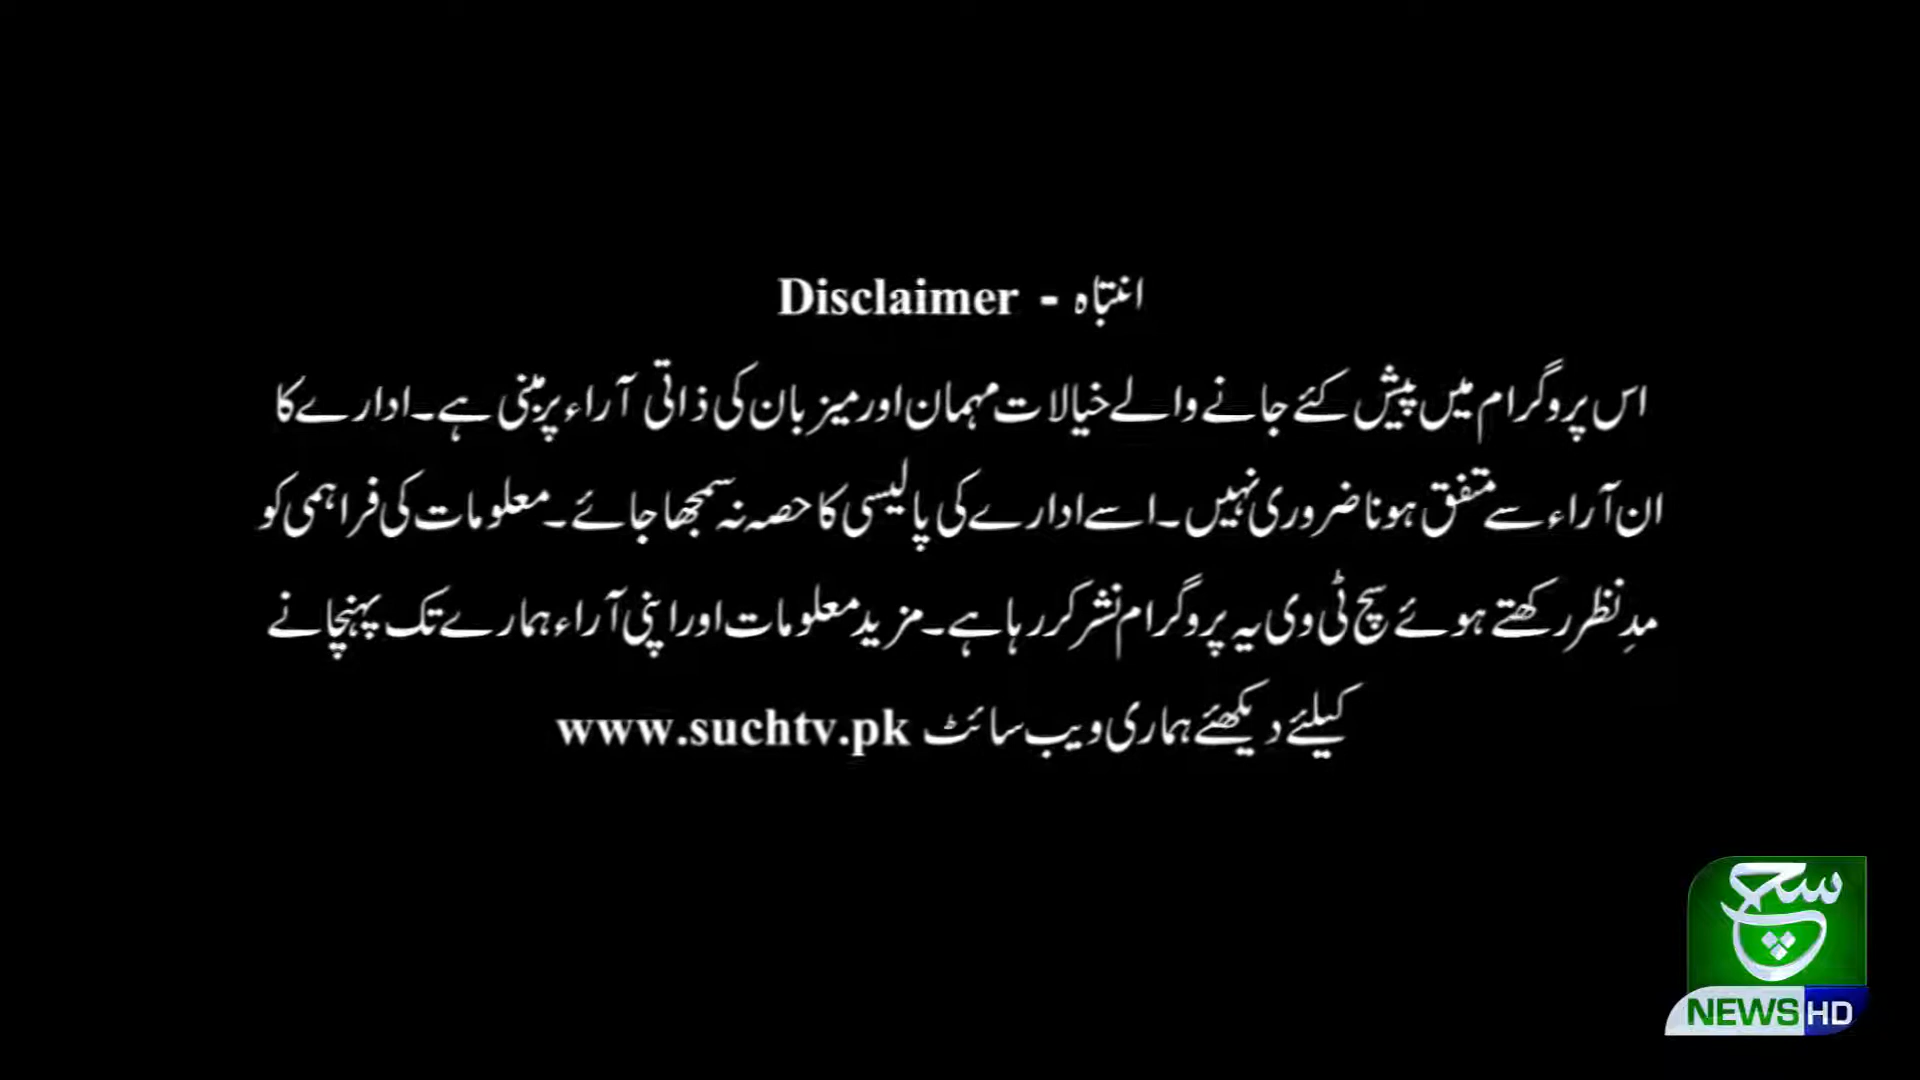 انتباہ - Disclaimer
اس پروگرام میں پیش کئے جانے والے خیالات مہمان اور میزبان کی ذاتی آراء پر مبنی ہے۔ ادارے کا
ان آراء سے متفق ہونا ضروری نہیں۔ اسے ادارے کی پالیسی کا حصہ نہ سمجھا جائے۔ معلومات کی فراہمی کو
مدِنظر رکھتے ہوئے سچ ٹی وی یہ پروگرام نشر کر رہا ہے۔ مزید معلومات اور اپنی آراء ہمارے تک پہنچانے
کیلئے دیکھئے ہماری ویب سائٹ www.suchtv.pk
سچ
NEWS HD